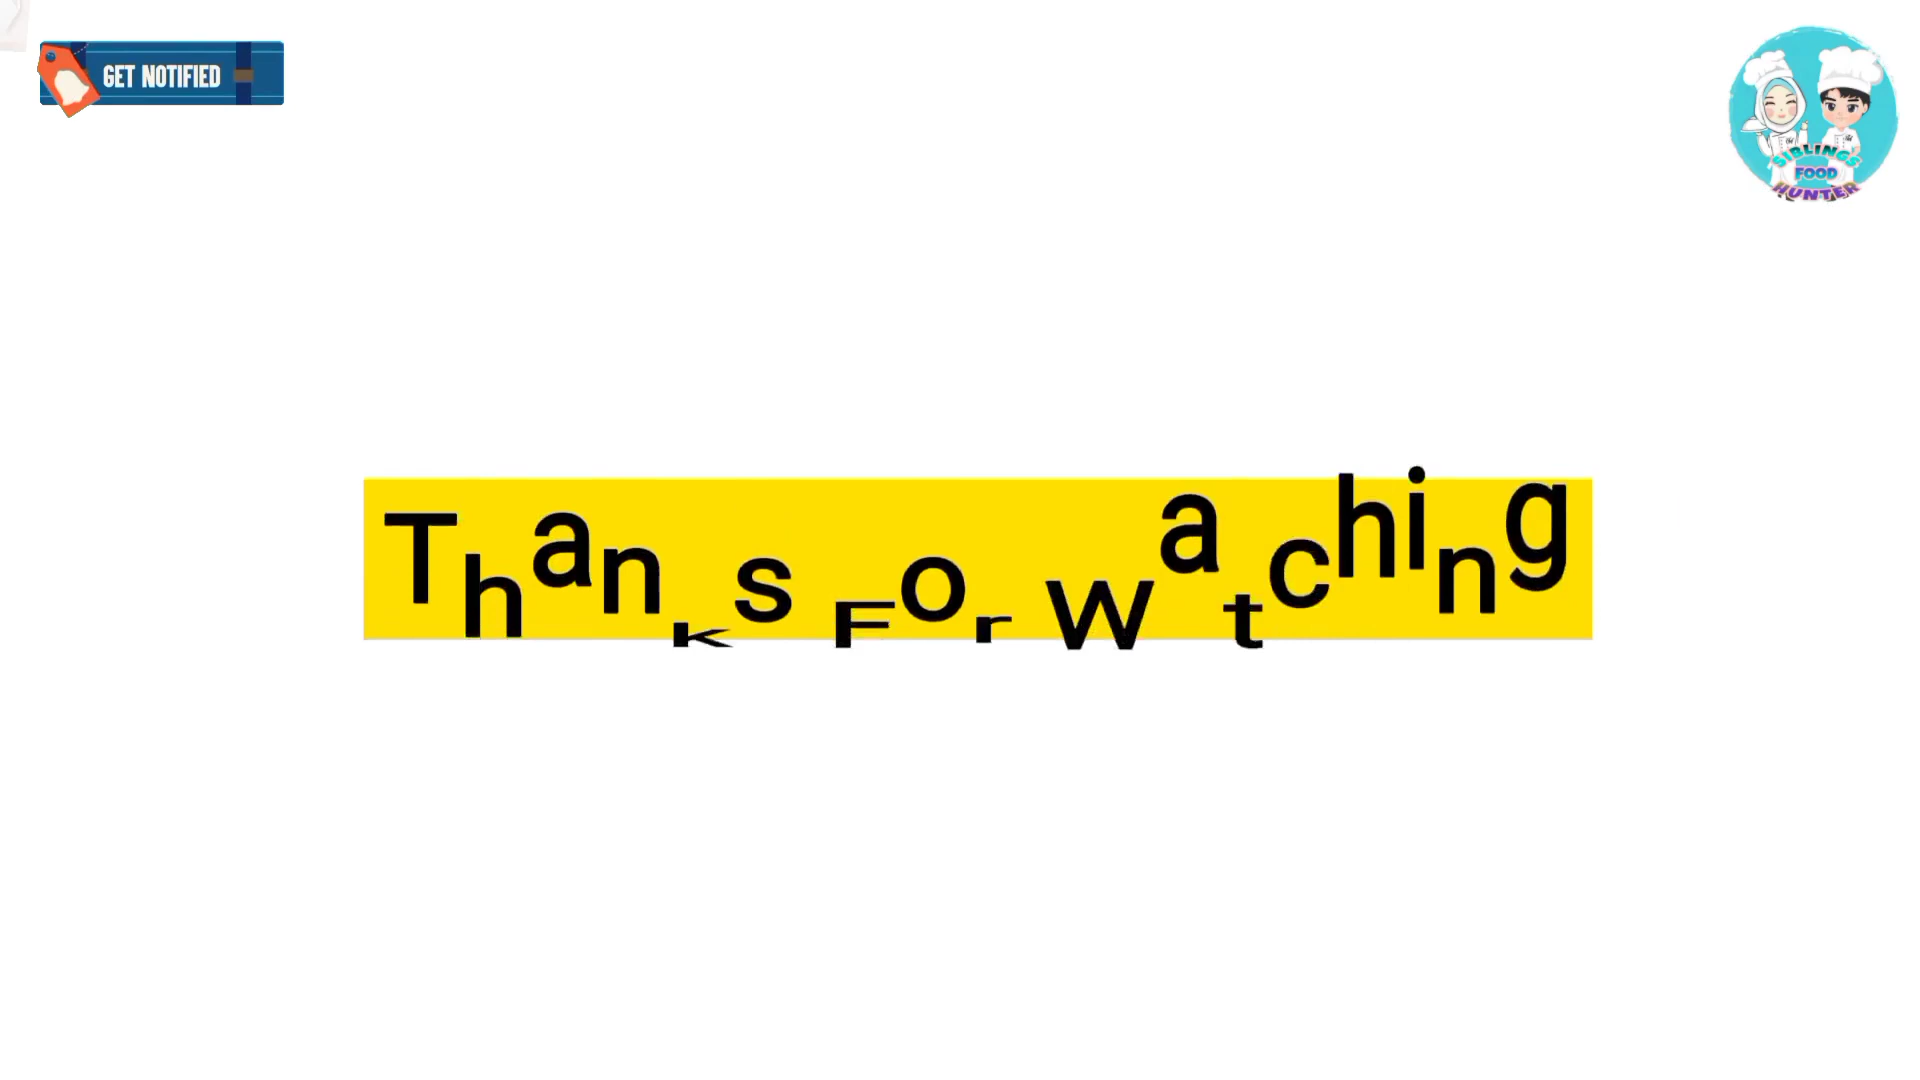 GET NOTIFIED
SIBLINGS
FOOD
HUNTER
Thanks For Watching